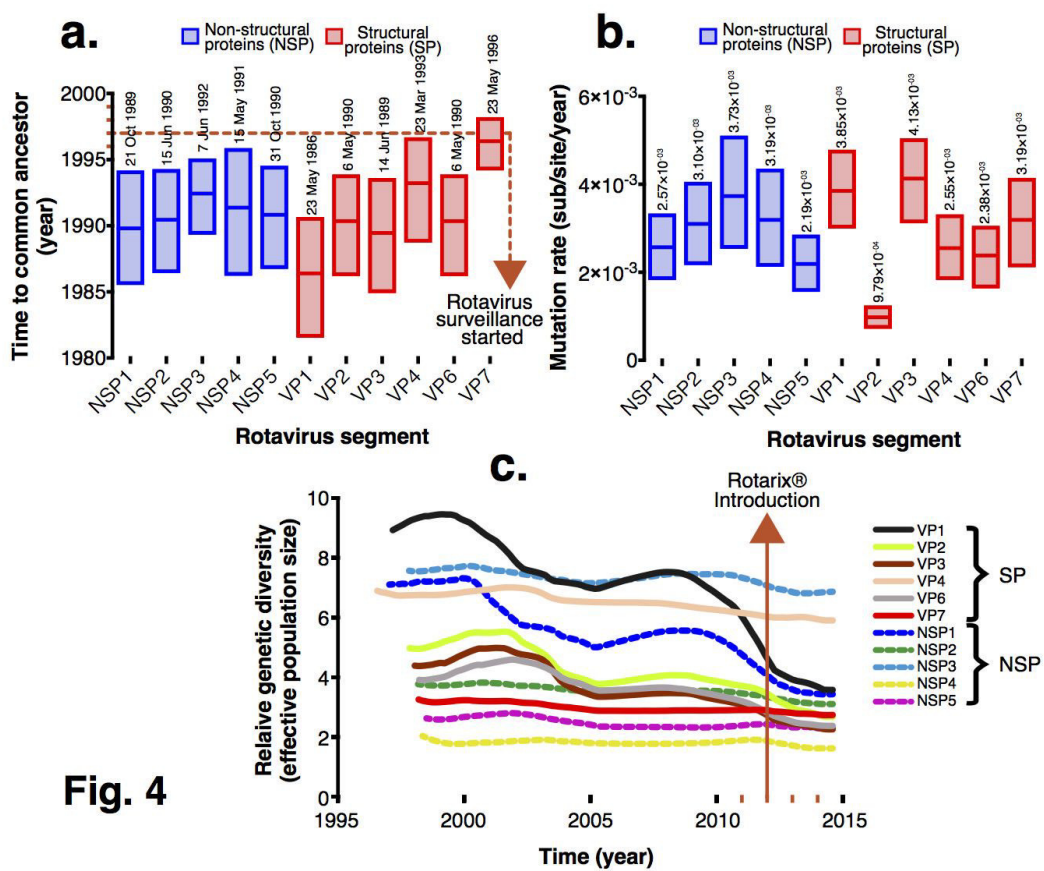 a.
Non-structural
proteins (NSP)
Structural
proteins (SP)
Time to common ancestor
(year)
2000
1995
1990
1985
1980
21 Oct 1989
15 Jun 1990
7 Jun 1992
15 May 1991
31 Oct 1990
23 May 1986
6 May 1990
14 Jun 1989
23 Mar 1993
6 May 1990
23 May 1996
Rotavirus
surveillance
started
NSP1
NSP2
NSP3
NSP4
NSP5
VP1
VP2
VP3
VP4
VP6
VP7
Rotavirus segment
b.
Non-structural
proteins (NSP)
Structural
proteins (SP)
Mutation rate (sub/site/year)
6×10⁻³
4×10⁻³
2×10⁻³
0
2.57×10⁻⁰³
3.10×10⁻⁰³
3.73×10⁻⁰³
3.19×10⁻⁰³
2.19×10⁻⁰³
3.85×10⁻⁰³
9.79×10⁻⁰⁴
4.13×10⁻⁰³
2.55×10⁻⁰³
2.38×10⁻⁰³
3.19×10⁻⁰³
NSP1
NSP2
NSP3
NSP4
NSP5
VP1
VP2
VP3
VP4
VP6
VP7
Rotavirus segment
c.
Rotarix®
Introduction
Relaive genetic diversity
(effective population size)
10
8
6
4
2
0
1995
2000
2005
2010
2015
Time (year)
VP1
VP2
VP3
VP4
VP6
VP7
NSP1
NSP2
NSP3
NSP4
NSP5
SP
NSP
Fig. 4